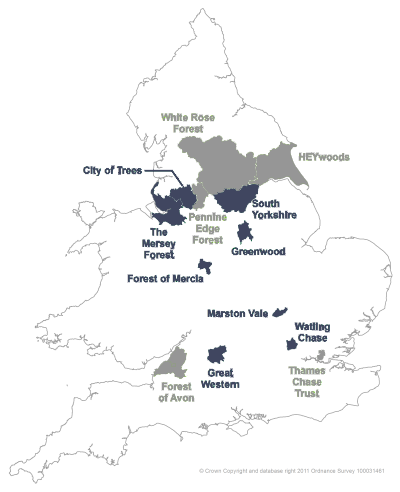 White Rose
Forest
HEYwoods
City of Trees
South
Yorkshire
Pennine
Edge
Forest
The
Mersey
Forest
Greenwood
Forest of Mercia
Marston Vale
Watling
Chase
Great
Western
Forest
of Avon
Thames
Chase
Trust
© Crown Copyright and database right 2011 Ordnance Survey 100031461